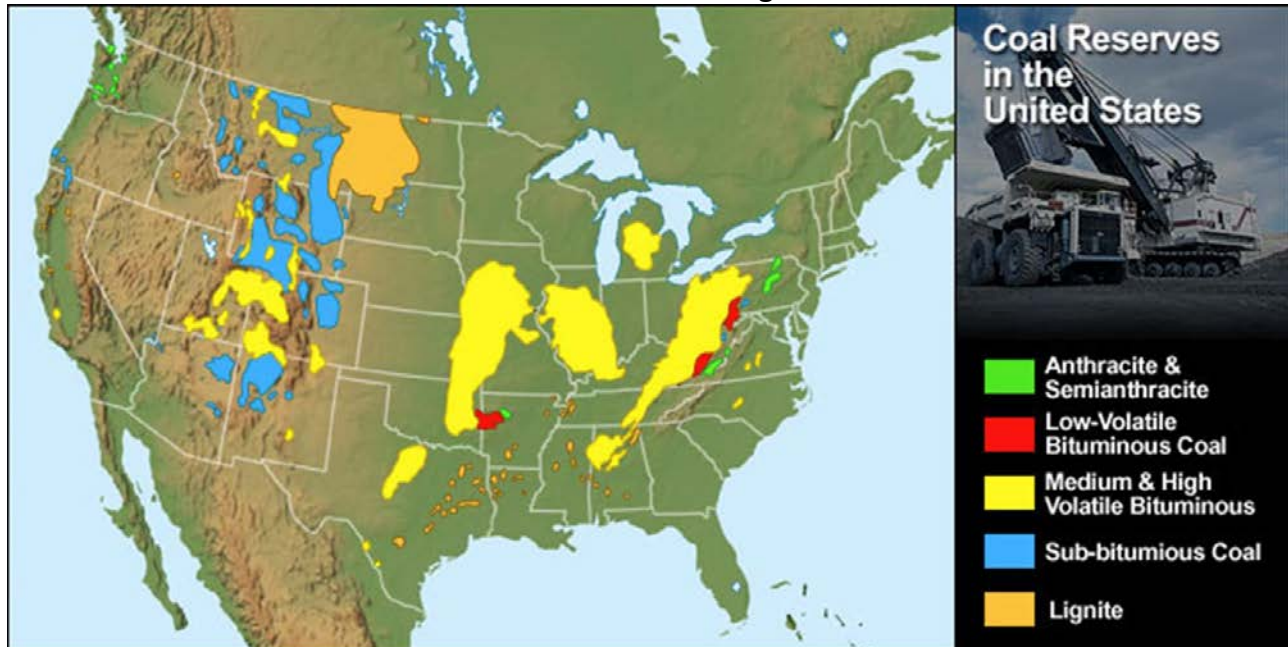 Coal Reserves
in the
United States
Anthracite &
Semianthracite
Low-Volatile
Bituminous Coal
Medium & High
Volatile Bituminous
Sub-bitumious Coal
Lignite